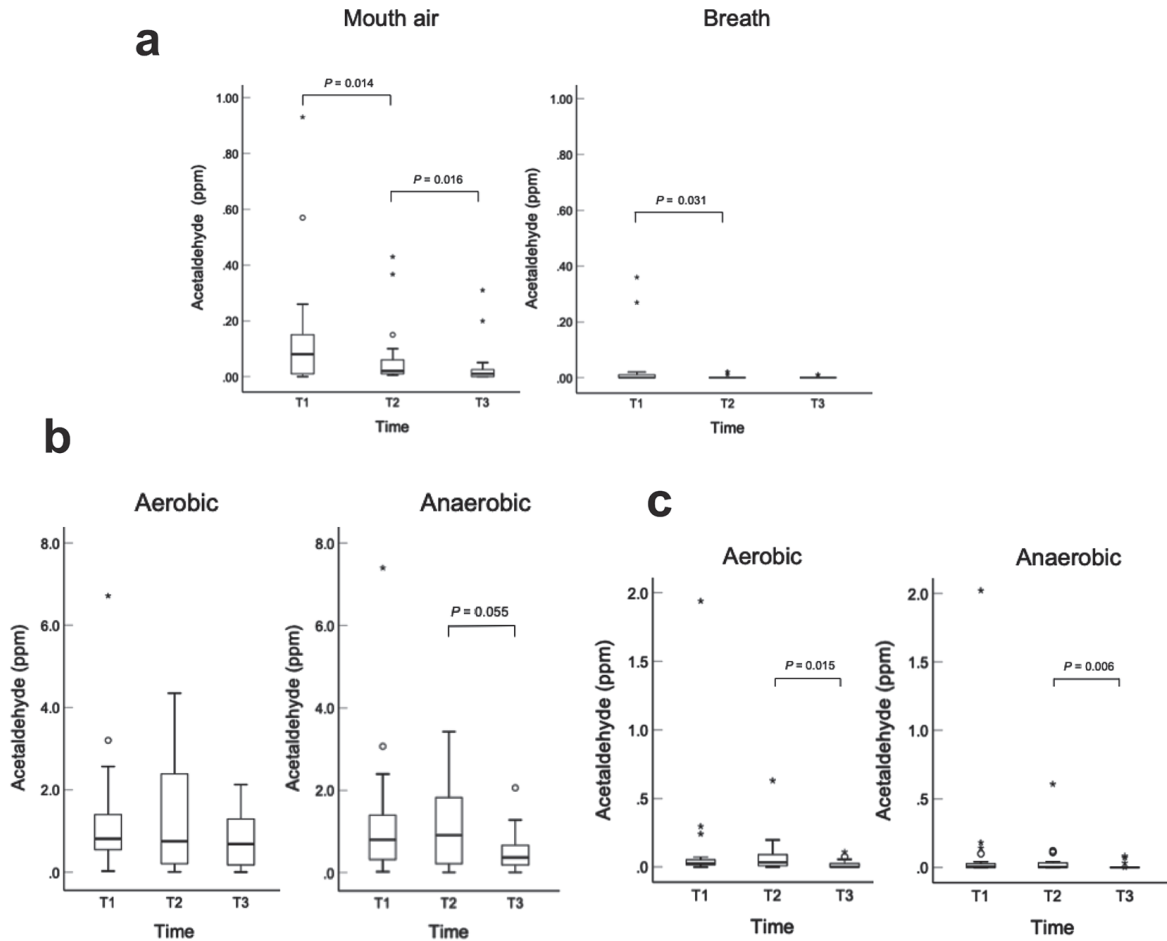 a
Mouth air
Breath
P = 0.014
P = 0.016
P = 0.031
1.00
.80
.60
.40
.20
.00
Acetaldehyde (ppm)
T1 T2 T3
Time
1.00
.80
.60
.40
.20
.00
Acetaldehyde (ppm)
T1 T2 T3
Time
b
Aerobic
8.0
6.0
4.0
2.0
.0
Acetaldehyde (ppm)
T1 T2 T3
Time
Anaerobic
P = 0.055
8.0
6.0
4.0
2.0
.0
Acetaldehyde (ppm)
T1 T2 T3
Time
c
Aerobic
P = 0.015
2.0
1.5
1.0
.5
.0
Acetaldehyde (ppm)
T1 T2 T3
Time
Anaerobic
P = 0.006
2.0
1.5
1.0
.5
.0
Acetaldehyde (ppm)
T1 T2 T3
Time